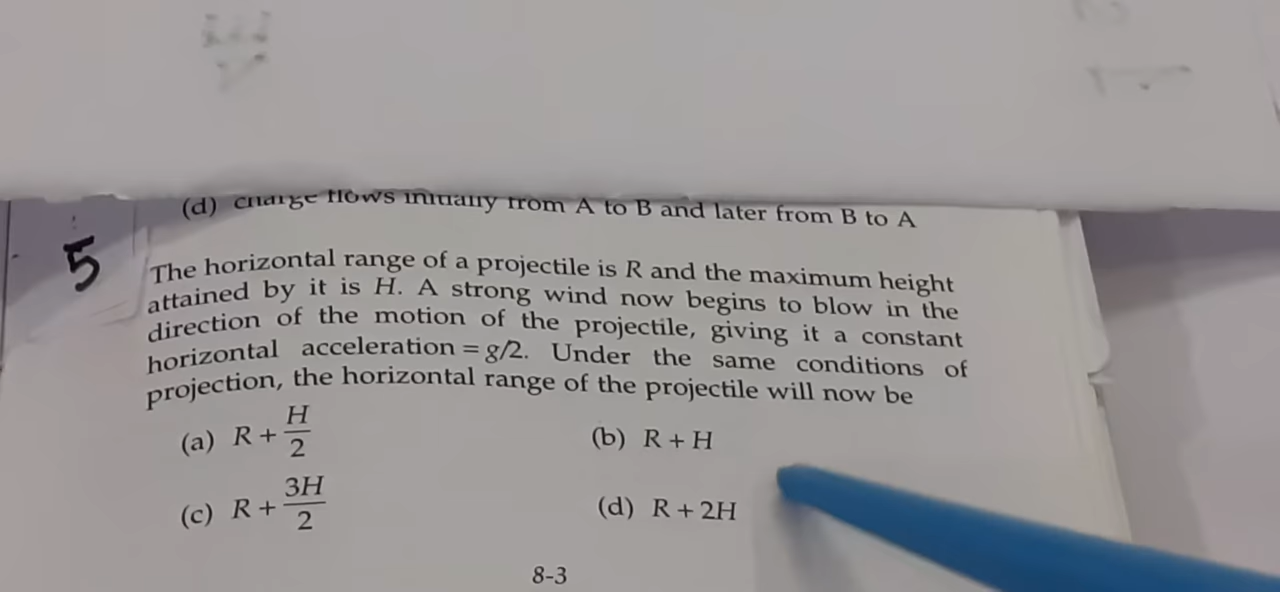 (d) charge flows initially from A to B and later from B to A
5
The horizontal range of a projectile is R and the maximum height
attained by it is H. A strong wind now begins to blow in the
direction of the motion of the projectile, giving it a constant
horizontal acceleration = g/2. Under the same conditions of
projection, the horizontal range of the projectile will now be
(a) R + H/2
(b) R + H
(c) R + 3H/2
(d) R + 2H
8-3